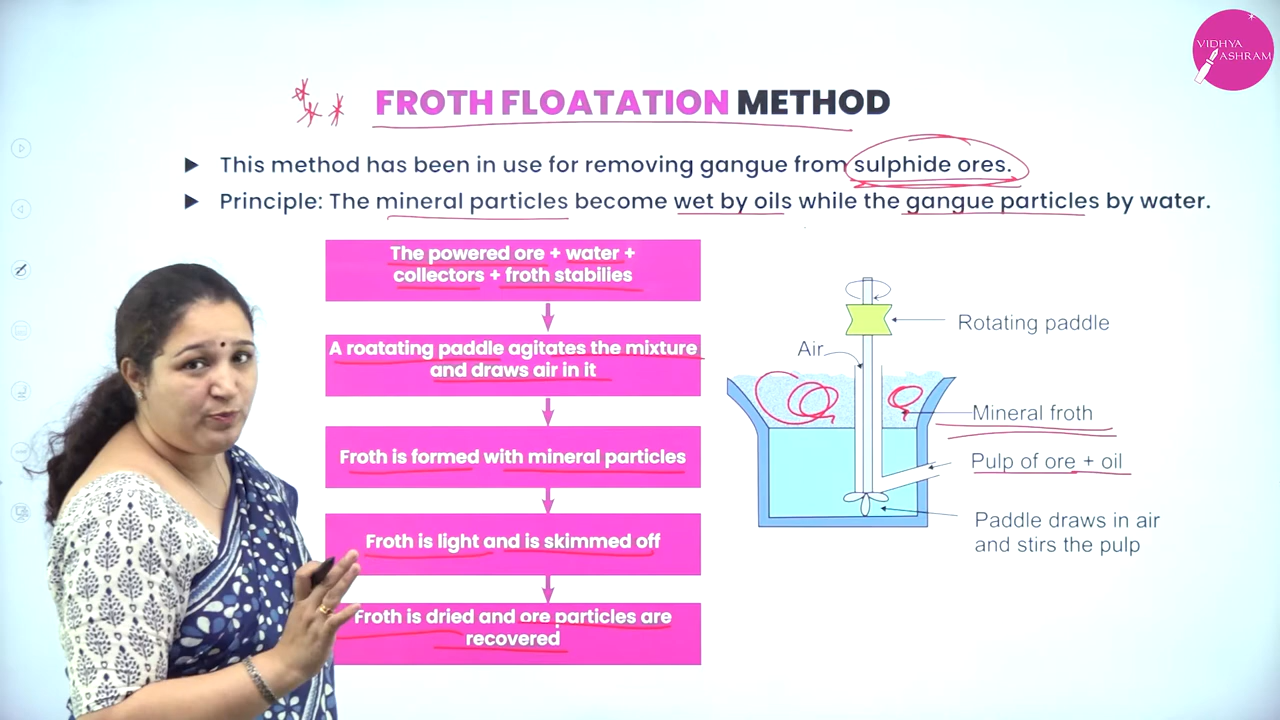 VIDHYA
ASHRAM
FROTH FLOATATION METHOD
This method has been in use for removing gangue from sulphide ores.
Principle: The mineral particles become wet by oils while the gangue particles by water.
The powered ore + water +
collectors + froth stabilies
A roatating paddle agitates the mixture
and draws air in it
Froth is formed with mineral particles
Froth is light and is skimmed off
Froth is dried and ore particles are
recovered
Rotating paddle
Air
Mineral froth
Pulp of ore + oil
Paddle draws in air
and stirs the pulp